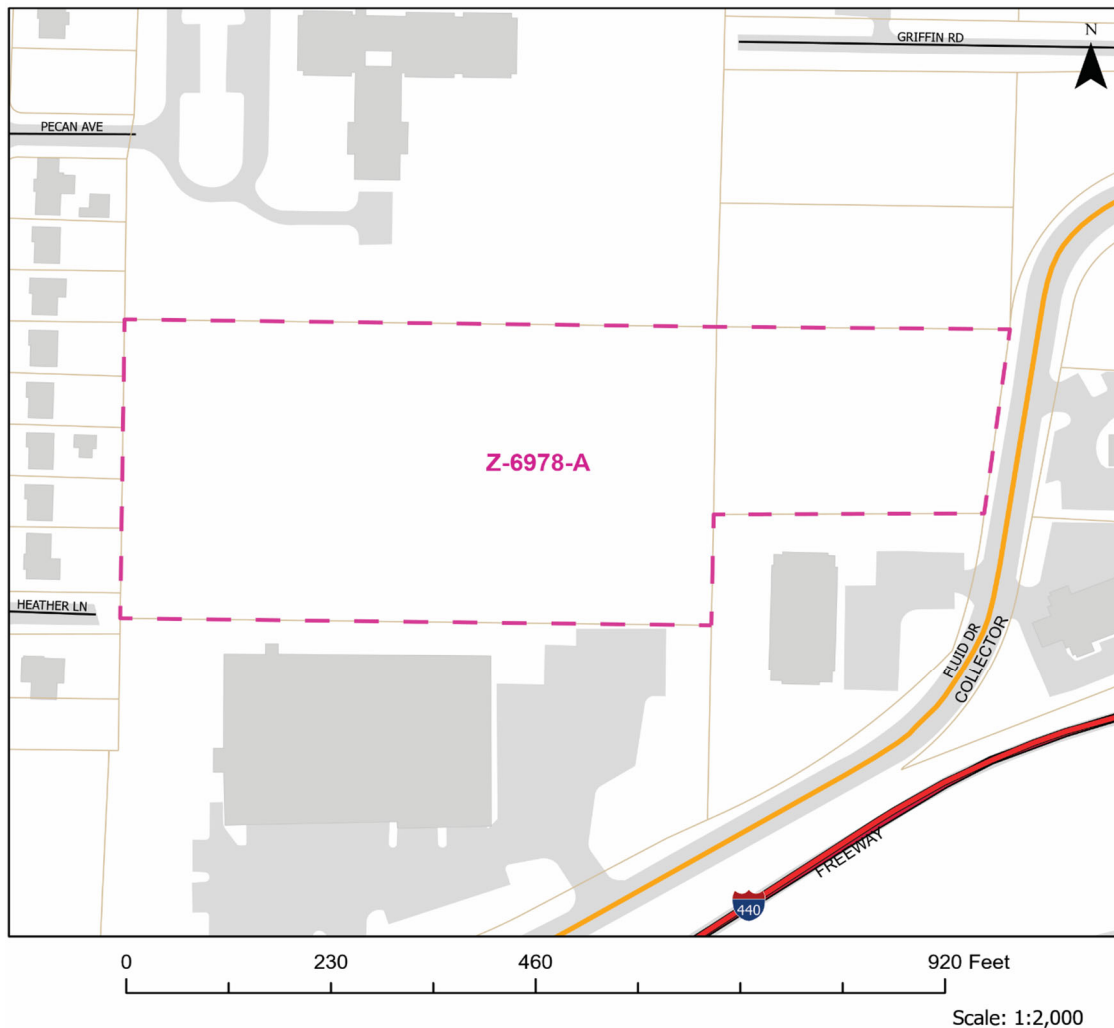 N
GRIFFIN RD
PECAN AVE
Z-6978-A
HEATHER LN
FLUID DR
COLLECTOR
FREEWAY
440
0 230 460 920 Feet
Scale: 1:2,000